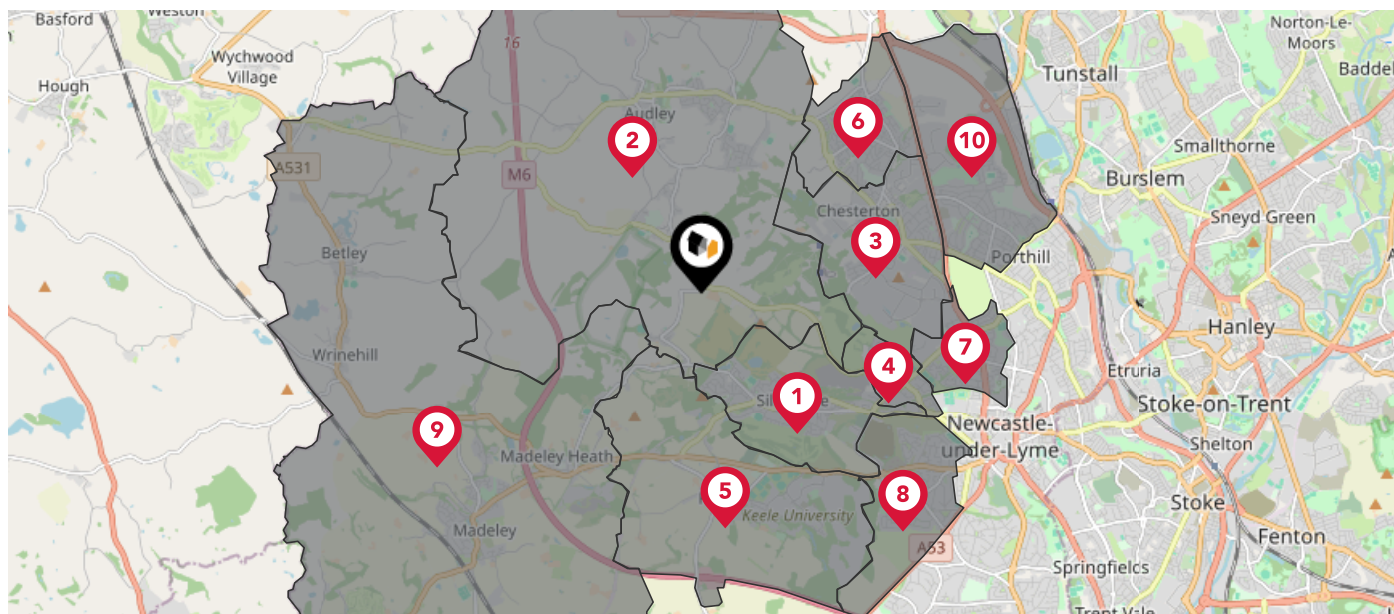 Basford
Weston
16
Norton-Le-
Moors
Wychwood
Village
Hough
Tunstall
Audley
6
2
10
Smallthorne
A531
M6
Burslem
Chesterton
Sneyd Green
3
Betley
Porthill
Hanley
Wrinehill
7
4
Etruria
1
Stoke-on-Trent
9
Newcastle-
under-Lyme
Shelton
Madeley Heath
5
8
Stoke
Keele University
Madeley
A53
Fenton
Springfields
Trent Vale